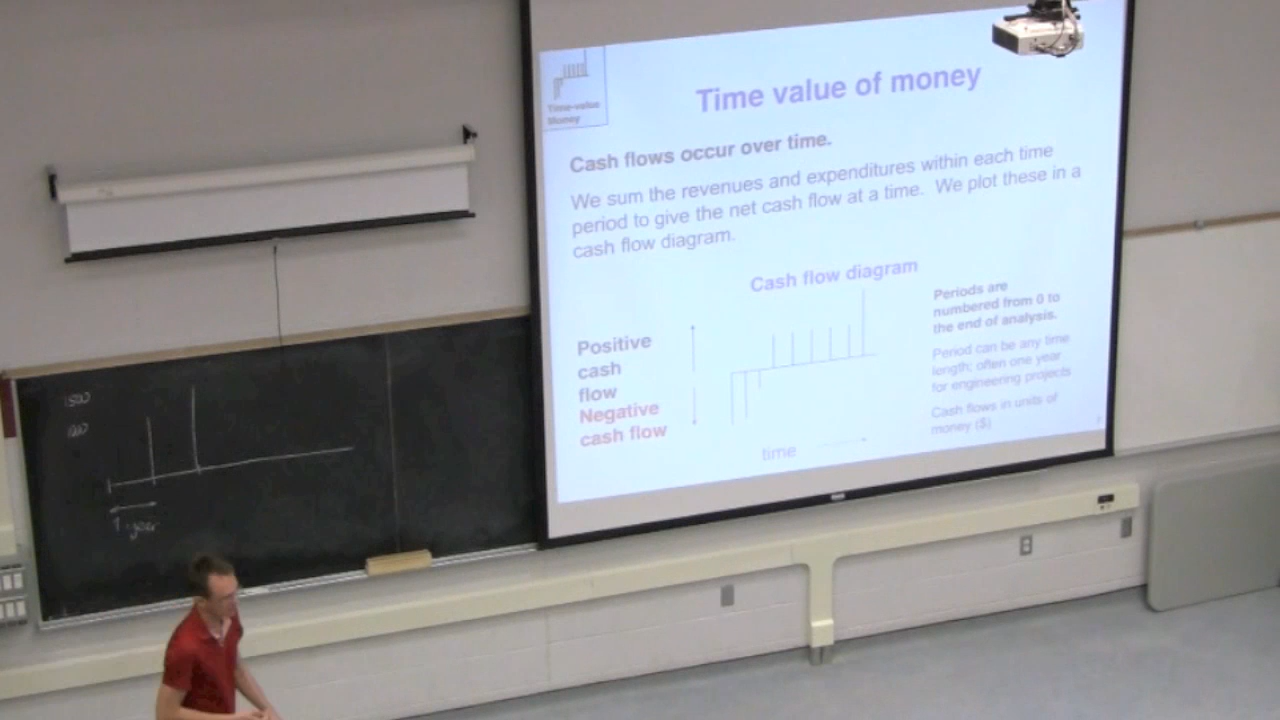 Time-value
Money
Time value of money
Cash flows occur over time.
We sum the revenues and expenditures within each time
period to give the net cash flow at a time. We plot these in a
cash flow diagram.
Cash flow diagram
Positive
cash
flow
Negative
cash flow
time
Periods are
numbered from 0 to
the end of analysis.
Period can be any time
length; often one year
for engineering projects
Cash flows in units of
money ($)
1 year